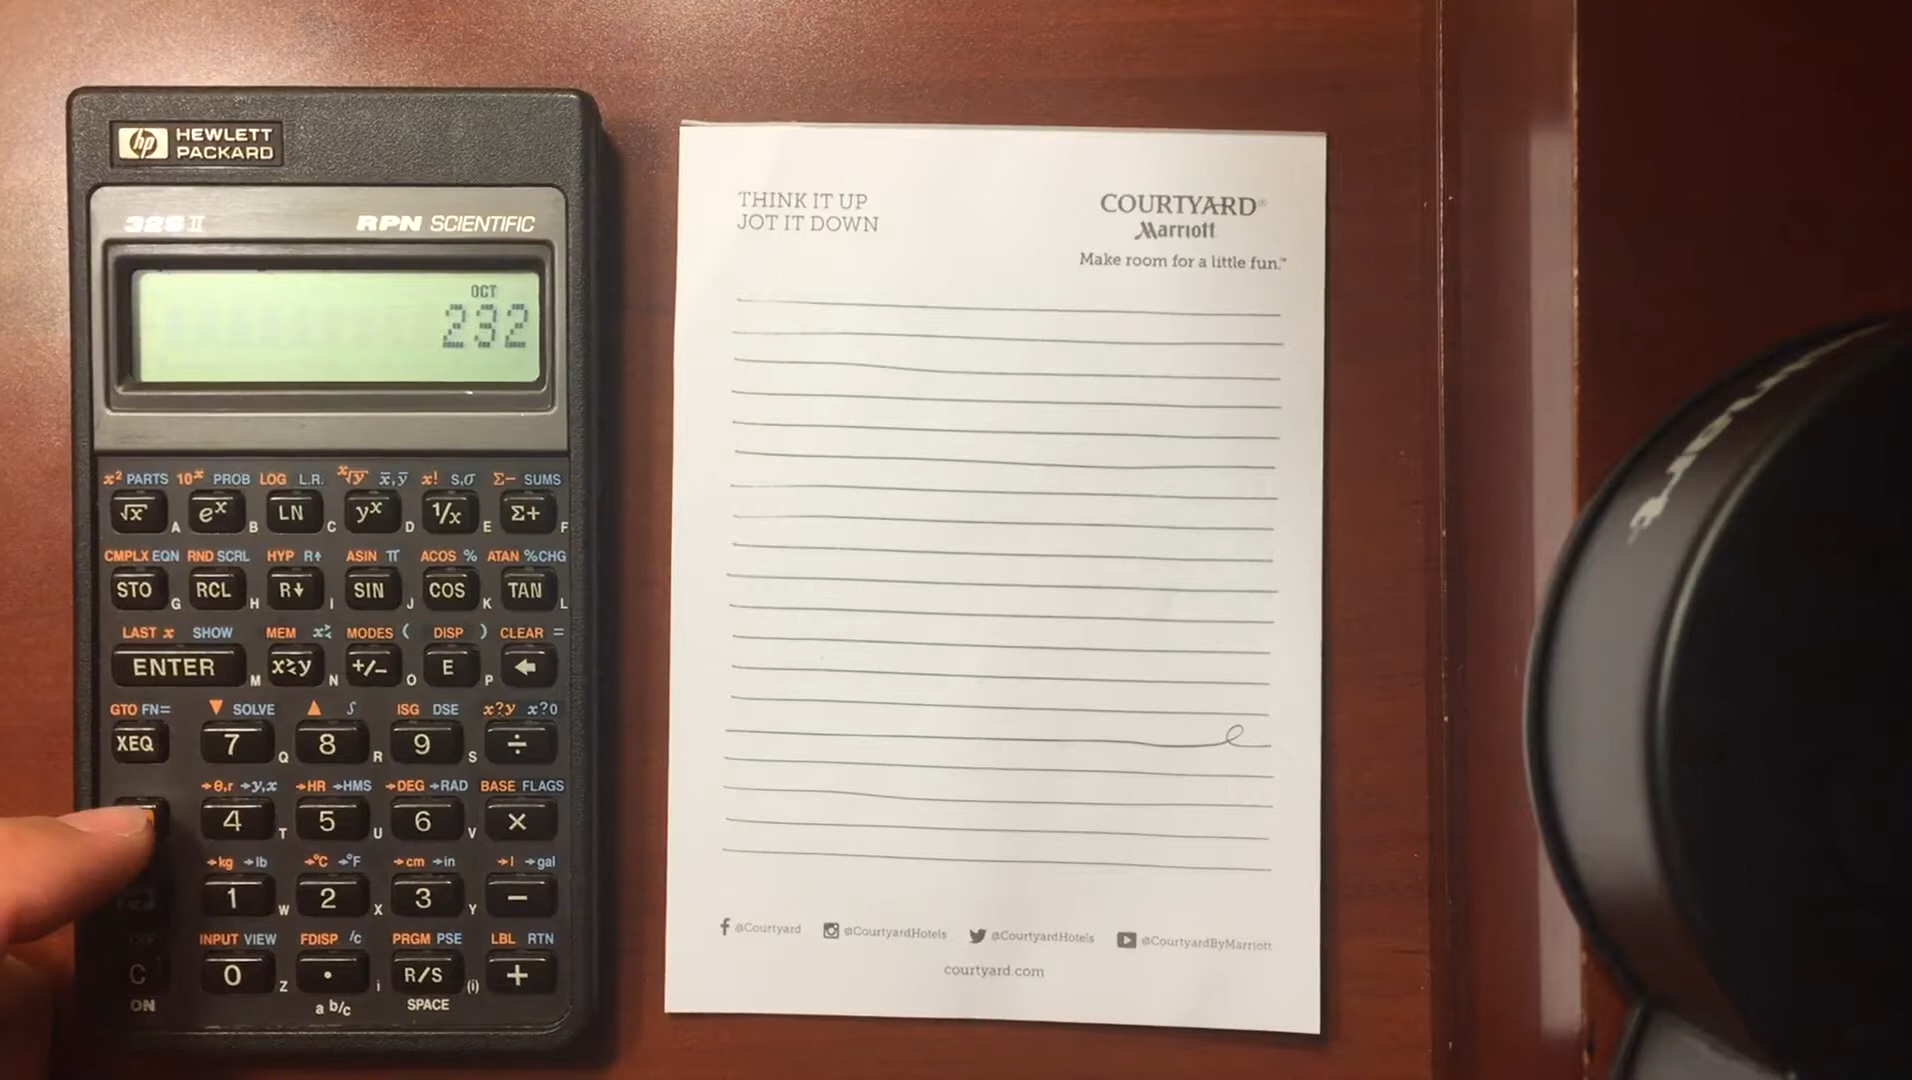 hp HEWLETT PACKARD
32S II RPN SCIENTIFIC
OCT
232
x² PARTS 10ˣ PROB LOG L.R. ˣ√y x̄,ȳ x! S,σ Σ− SUMS
√x A eˣ B LN C yˣ D 1/x E Σ+ F
CMPLX EQN RND SCRL HYP R↑ ASIN π ACOS % ATAN %CHG
STO G RCL H R↓ I SIN J COS K TAN L
LAST x SHOW MEM x≷ MODES ( DISP ) CLEAR =
ENTER M x≷y N +/− O E P ←
GTO FN= ▼ SOLVE ▲ ∫ ISG DSE x?y x?0
XEQ 7 Q 8 R 9 S ÷
→θ,r →y,x →HR →HMS →DEG →RAD BASE FLAGS
4 T 5 U 6 V ×
→kg →lb →°C →°F →cm →in →l →gal
1 W 2 X 3 Y −
OFF INPUT VIEW FDISP /c PRGM PSE LBL RTN
C 0 Z · i R/S (i) +
ON a b/c SPACE
THINK IT UP
JOT IT DOWN
COURTYARD®
Marriott
Make room for a little fun.™
@Courtyard @CourtyardHotels @CourtyardHotels @CourtyardByMarriott
courtyard.com